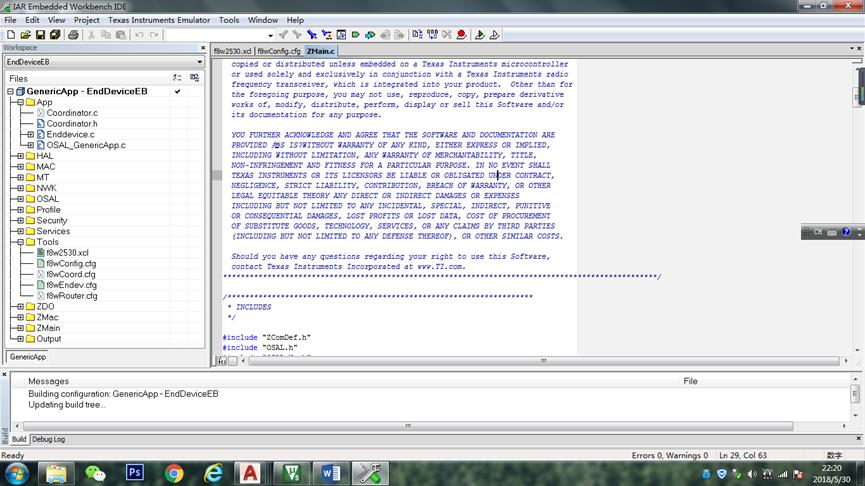 IAR Embedded Workbench IDE
File Edit View Project Texas Instruments Emulator Tools Window Help
Workspace
EndDeviceEB
Files
GenericApp - EndDeviceEB
App
Coordinator.c
Coordinator.h
Enddevice.c
OSAL_GenericApp.c
HAL
MAC
MT
NWK
OSAL
Profile
Security
Services
Tools
f8w2530.xcl
f8wConfig.cfg
f8wCoord.cfg
f8wEndev.cfg
f8wRouter.cfg
ZDO
ZMac
ZMain
Output
GenericApp
f8w2530.xcl f8wConfig.cfg ZMain.c
copied or distributed unless embedded on a Texas Instruments microcontroller
or used solely and exclusively in conjunction with a Texas Instruments radio
frequency transceiver, which is integrated into your product. Other than for
the foregoing purpose, you may not use, reproduce, copy, prepare derivative
works of, modify, distribute, perform, display or sell this Software and/or
its documentation for any purpose.
YOU FURTHER ACKNOWLEDGE AND AGREE THAT THE SOFTWARE AND DOCUMENTATION ARE
PROVIDED IS?WITHOUT WARRANTY OF ANY KIND, EITHER EXPRESS OR IMPLIED,
INCLUDING WITHOUT LIMITATION, ANY WARRANTY OF MERCHANTABILITY, TITLE,
NON-INFRINGEMENT AND FITNESS FOR A PARTICULAR PURPOSE. IN NO EVENT SHALL
TEXAS INSTRUMENTS OR ITS LICENSORS BE LIABLE OR OBLIGATED UNDER CONTRACT,
NEGLIGENCE, STRICT LIABILITY, CONTRIBUTION, BREACH OF WARRANTY, OR OTHER
LEGAL EQUITABLE THEORY ANY DIRECT OR INDIRECT DAMAGES OR EXPENSES
INCLUDING BUT NOT LIMITED TO ANY INCIDENTAL, SPECIAL, INDIRECT, PUNITIVE
OR CONSEQUENTIAL DAMAGES, LOST PROFITS OR LOST DATA, COST OF PROCUREMENT
OF SUBSTITUTE GOODS, TECHNOLOGY, SERVICES, OR ANY CLAIMS BY THIRD PARTIES
(INCLUDING BUT NOT LIMITED TO ANY DEFENSE THEREOF), OR OTHER SIMILAR COSTS.
Should you have any questions regarding your right to use this Software,
contact Texas Instruments Incorporated at www.TI.com.
* INCLUDES
*/
#include "ZComDef.h"
#include "OSAL.h"
CH
Messages File
Building configuration: GenericApp - EndDeviceEB
Updating build tree...
Build Debug Log
Ready Errors 0, Warnings 0 Ln 29, Col 63 数字
22:20
2018/5/30